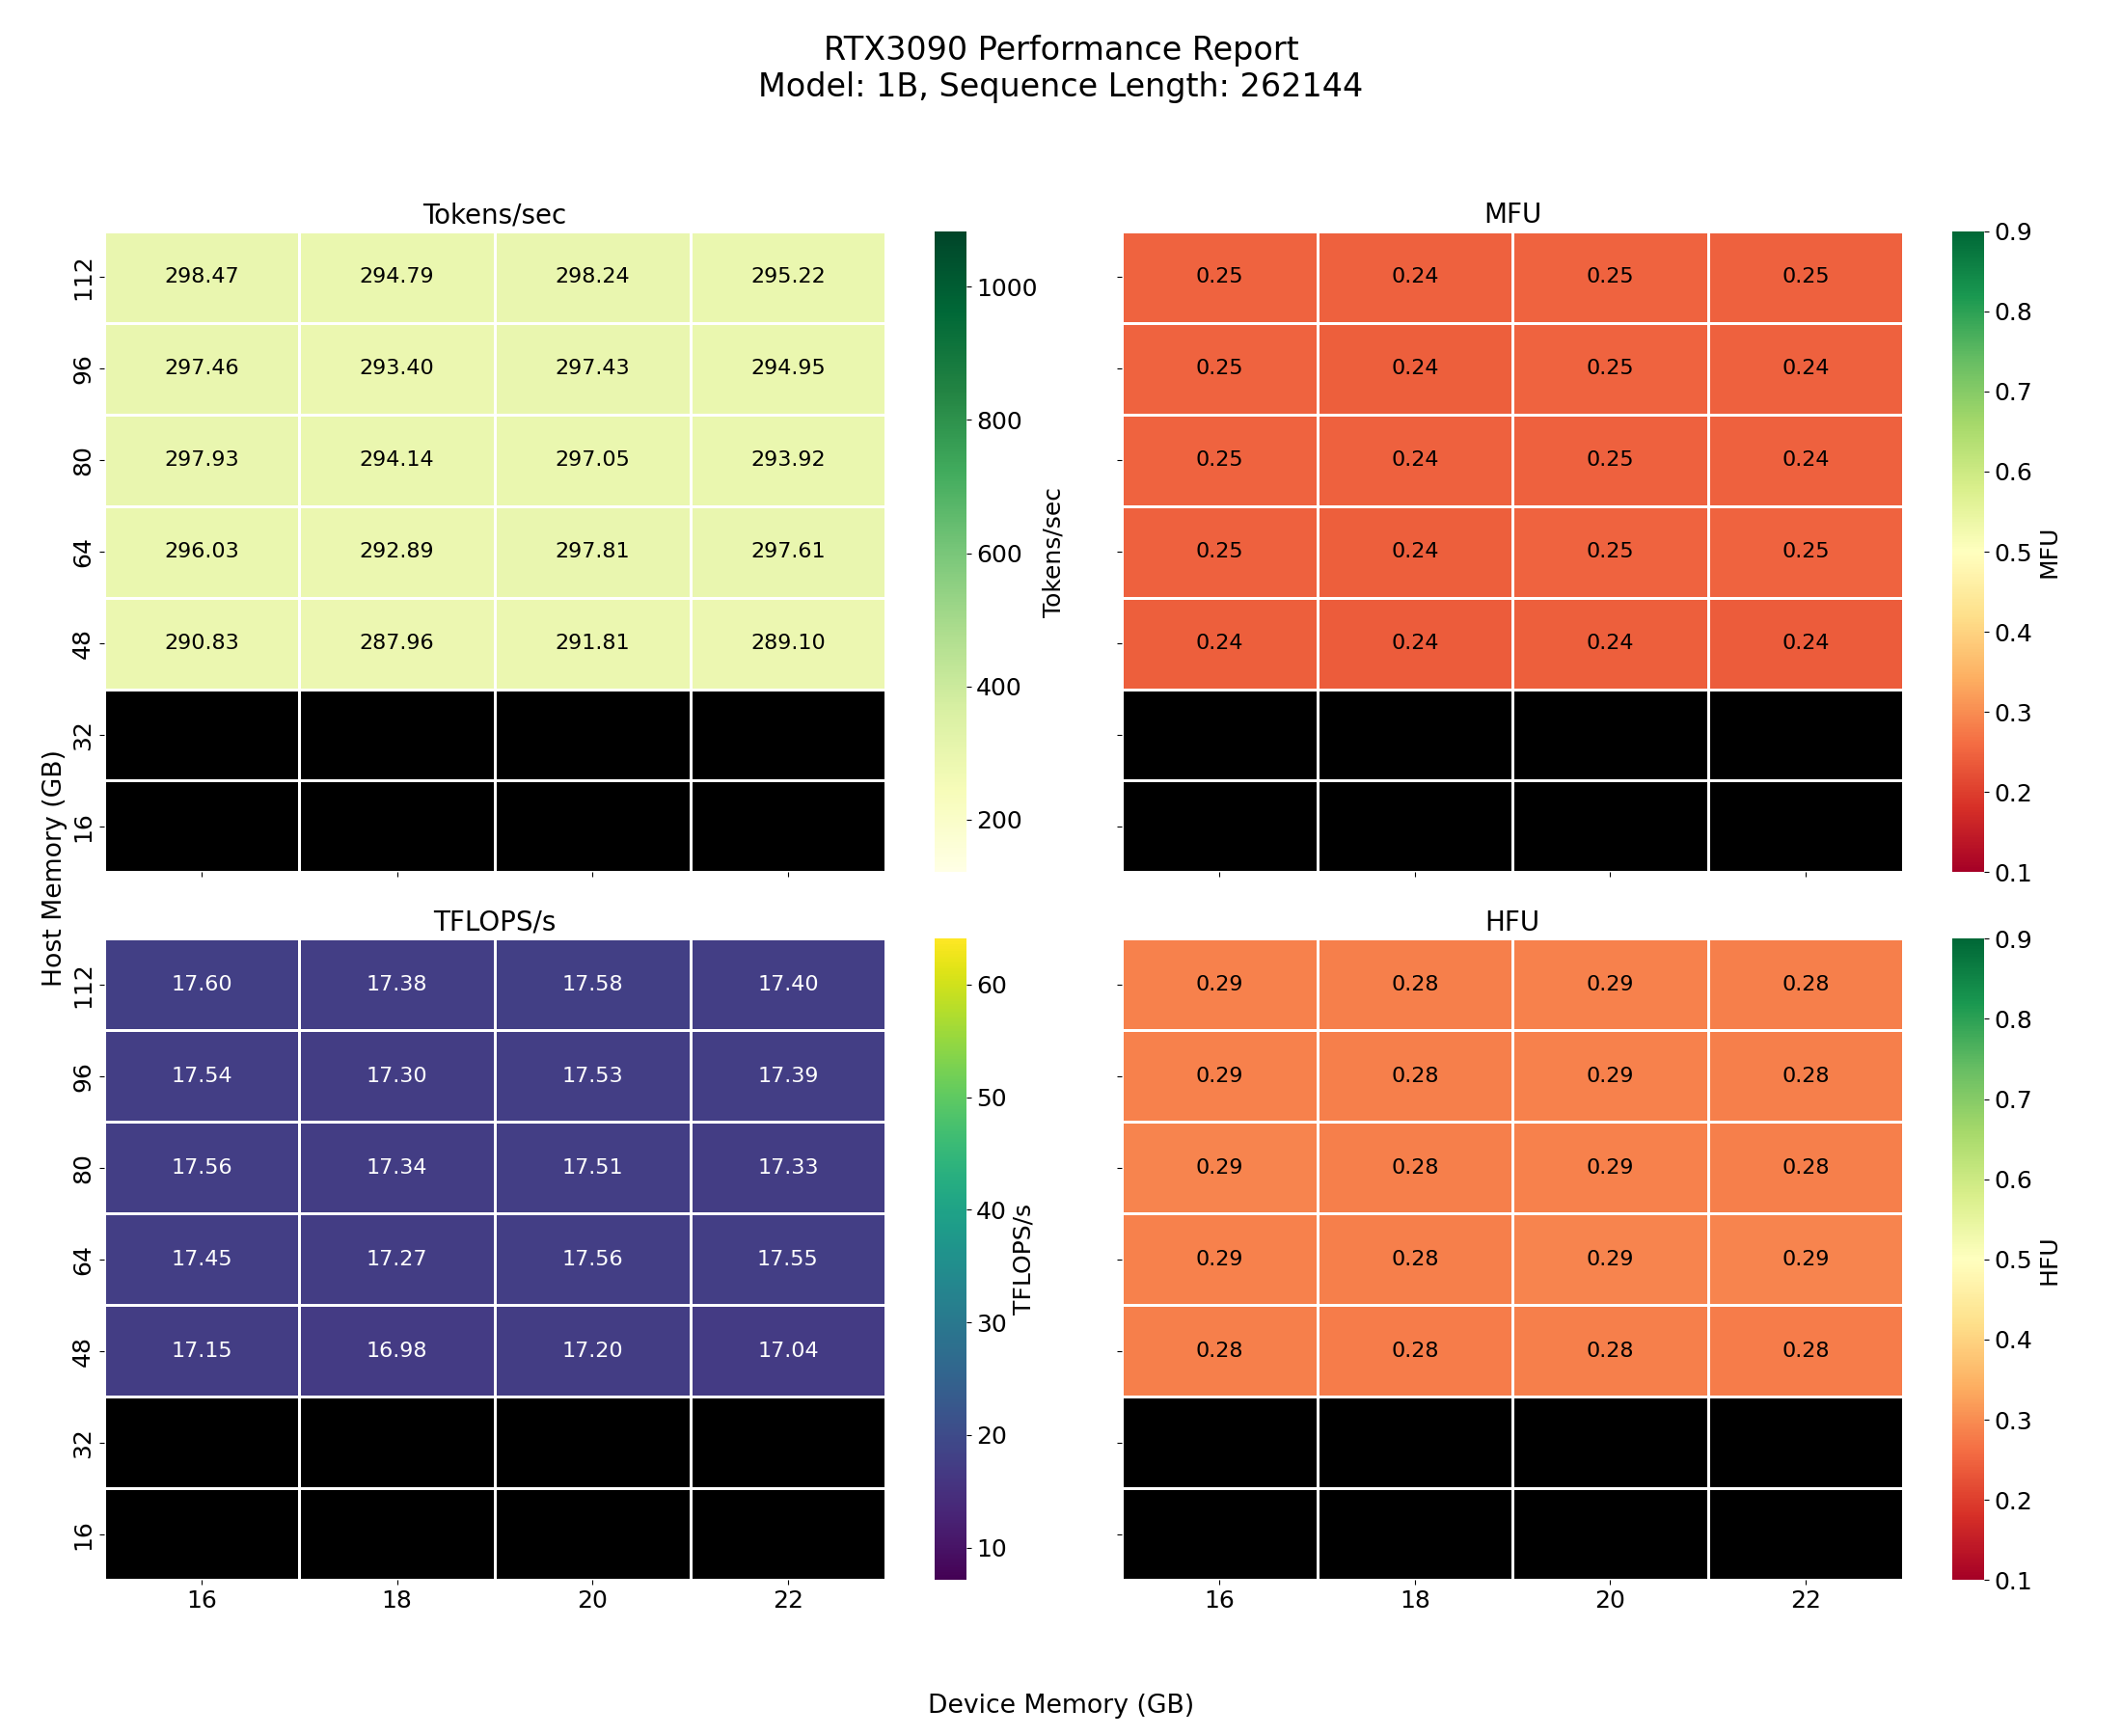 RTX3090 Performance Report
Model: 1B, Sequence Length: 262144
Tokens/sec
112 298.47 294.79 298.24 295.22
96 297.46 293.40 297.43 294.95
80 297.93 294.14 297.05 293.92
64 296.03 292.89 297.81 297.61
48 290.83 287.96 291.81 289.10
32
16
1000
800
600
400
200
Tokens/sec
MFU
0.25 0.24 0.25 0.25
0.25 0.24 0.25 0.24
0.25 0.24 0.25 0.24
0.25 0.24 0.25 0.25
0.24 0.24 0.24 0.24
0.9
0.8
0.7
0.6
0.5
0.4
0.3
0.2
0.1
MFU
Host Memory (GB)
TFLOPS/s
112 17.60 17.38 17.58 17.40
96 17.54 17.30 17.53 17.39
80 17.56 17.34 17.51 17.33
64 17.45 17.27 17.56 17.55
48 17.15 16.98 17.20 17.04
32
16
16 18 20 22
60
50
40
30
20
10
TFLOPS/s
HFU
0.29 0.28 0.29 0.28
0.29 0.28 0.29 0.28
0.29 0.28 0.29 0.28
0.29 0.28 0.29 0.29
0.28 0.28 0.28 0.28
16 18 20 22
0.9
0.8
0.7
0.6
0.5
0.4
0.3
0.2
0.1
HFU
Device Memory (GB)